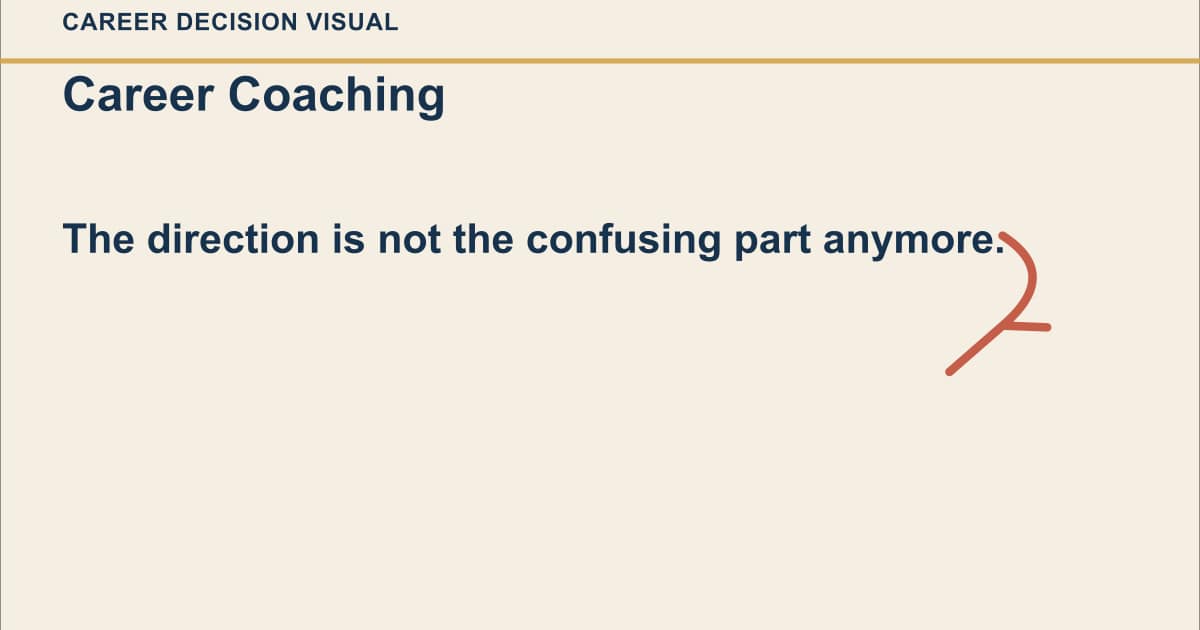 CAREER DECISION VISUAL
Career Coaching
The direction is not the confusing part anymore.